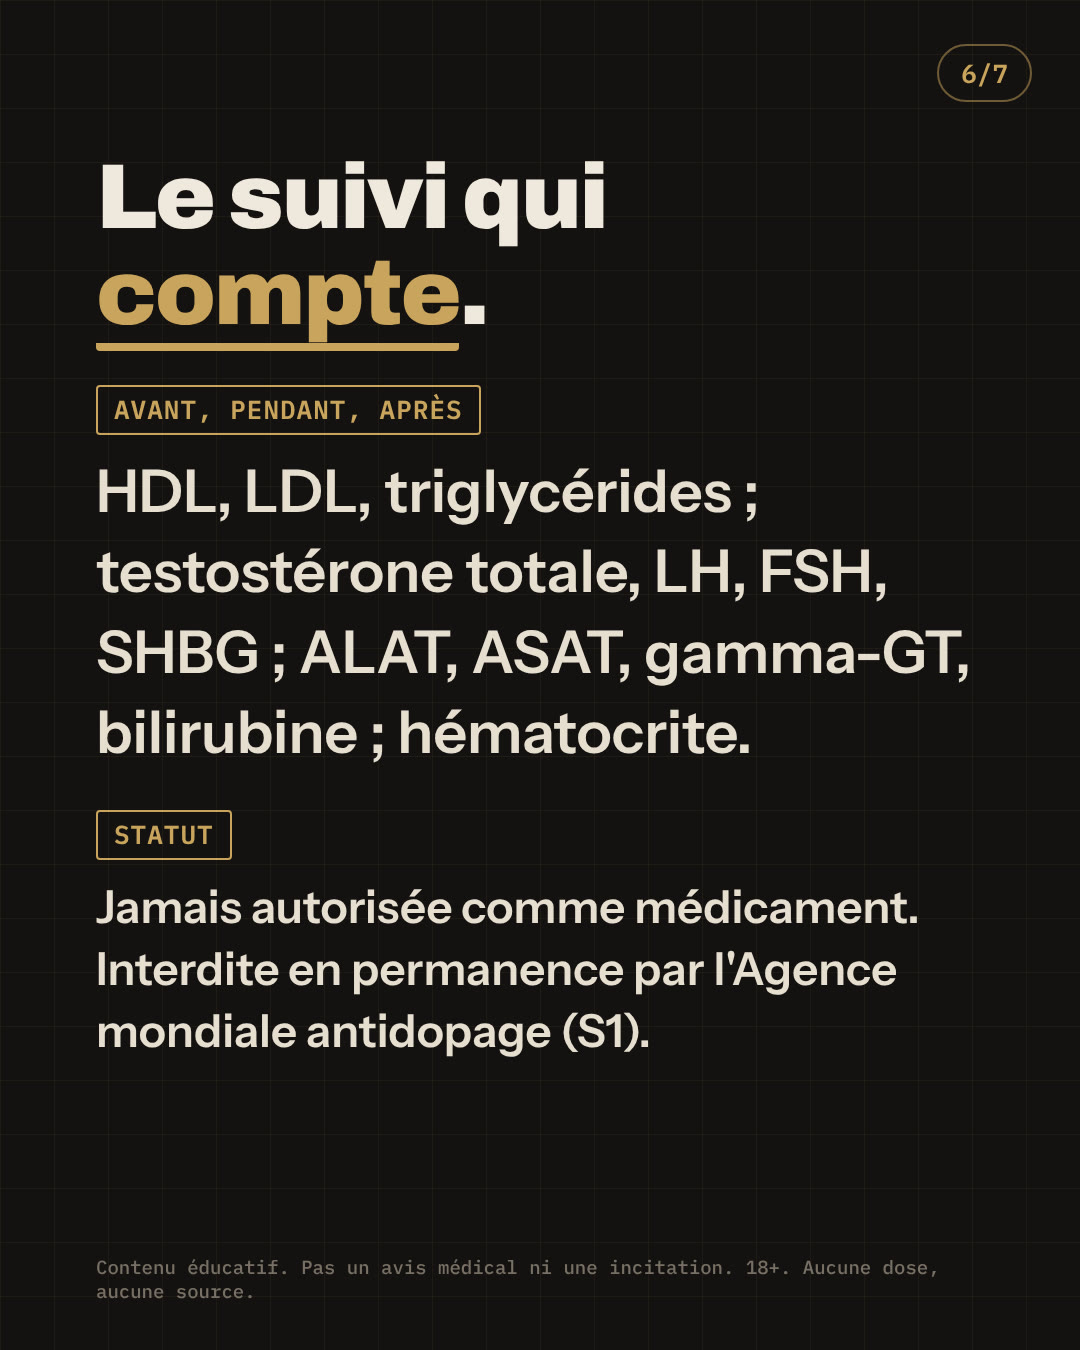 6/7
Le suivi qui
compte.
AVANT, PENDANT, APRÈS
HDL, LDL, triglycérides ;
testostérone totale, LH, FSH,
SHBG ; ALAT, ASAT, gamma-GT,
bilirubine ; hématocrite.
STATUT
Jamais autorisée comme médicament.
Interdite en permanence par l'Agence
mondiale antidopage (S1).
Contenu éducatif. Pas un avis médical ni une incitation. 18+. Aucune dose,
aucune source.